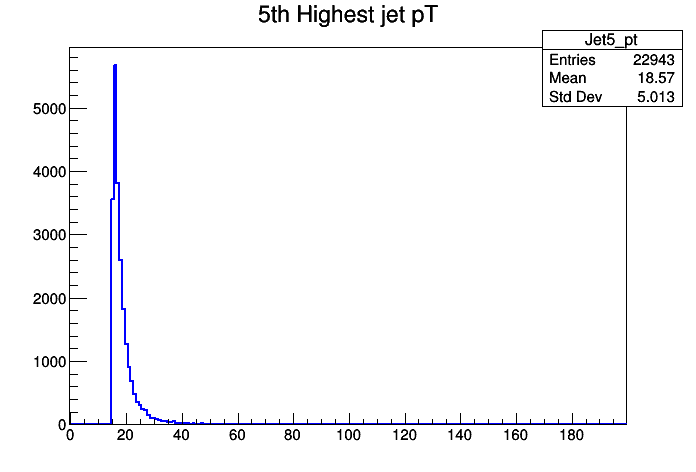 5th Highest jet pT
Jet5_pt
Entries 22943
Mean 18.57
Std Dev 5.013
5000
4000
3000
2000
1000
0
0 20 40 60 80 100 120 140 160 180